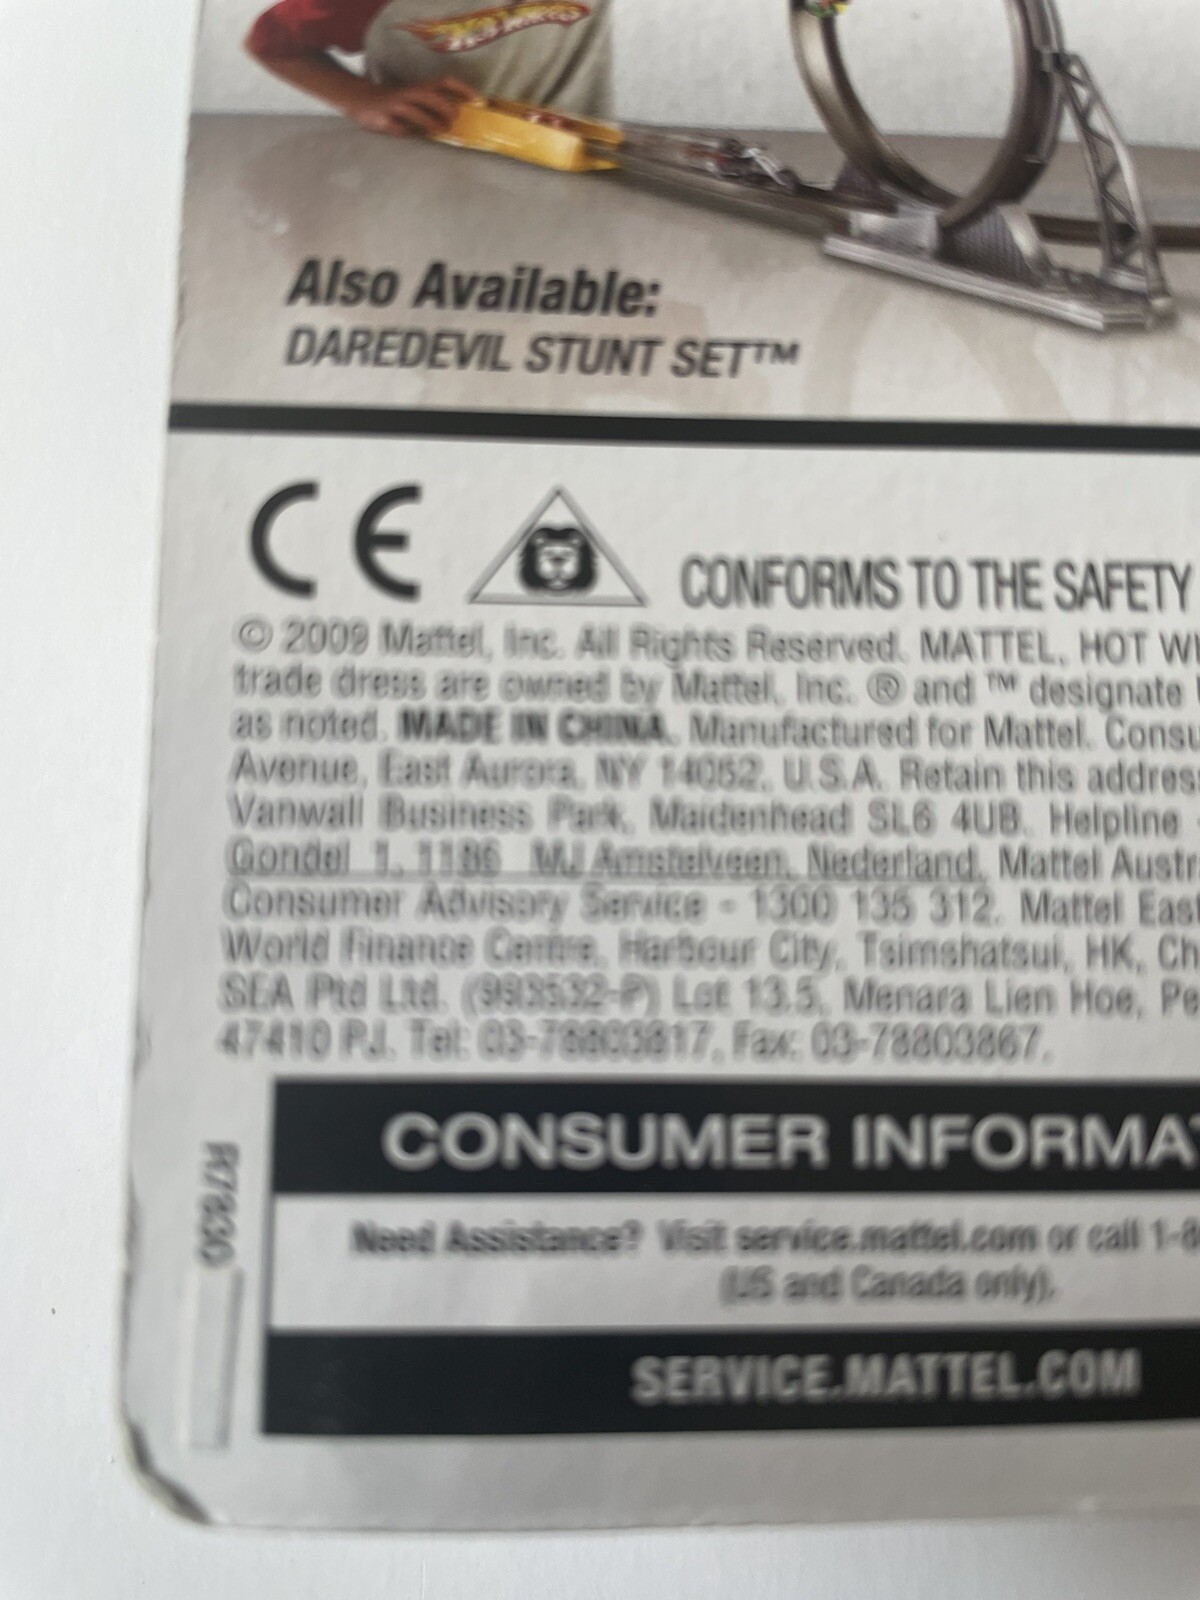 HOT WHEELS
Also Available:
DAREDEVIL STUNT SET™
CE
CONFORMS TO THE SAFETY
© 2009 Mattel, Inc. All Rights Reserved. MATTEL, HOT
trade dress are owned by Mattel, Inc. ® and ™ designate
as noted. MADE IN CHINA. Manufactured for Mattel. Consu
Avenue, East Aurora, NY 14052, U.S.A. Retain this address
Vanwall Business Park, Maidenhead SL6 4UB. Helpline
Gondel 1, 1186 MJ Amstelveen, Nederland. Mattel Austr
Consumer Advisory Service - 1300 135 312. Mattel East
World Finance Centre, Harbour City, Tsimshatsui, HK, Ch
SEA Ptd Ltd. (993532-P) Lot 13.5, Menara Lien Hoe, Pe
47410 PJ. Tel: 03-78803817, Fax: 03-78803867.
CONSUMER INFORMA
Need Assistance? Visit service.mattel.com or call 1-8
(US and Canada only).
SERVICE.MATTEL.COM